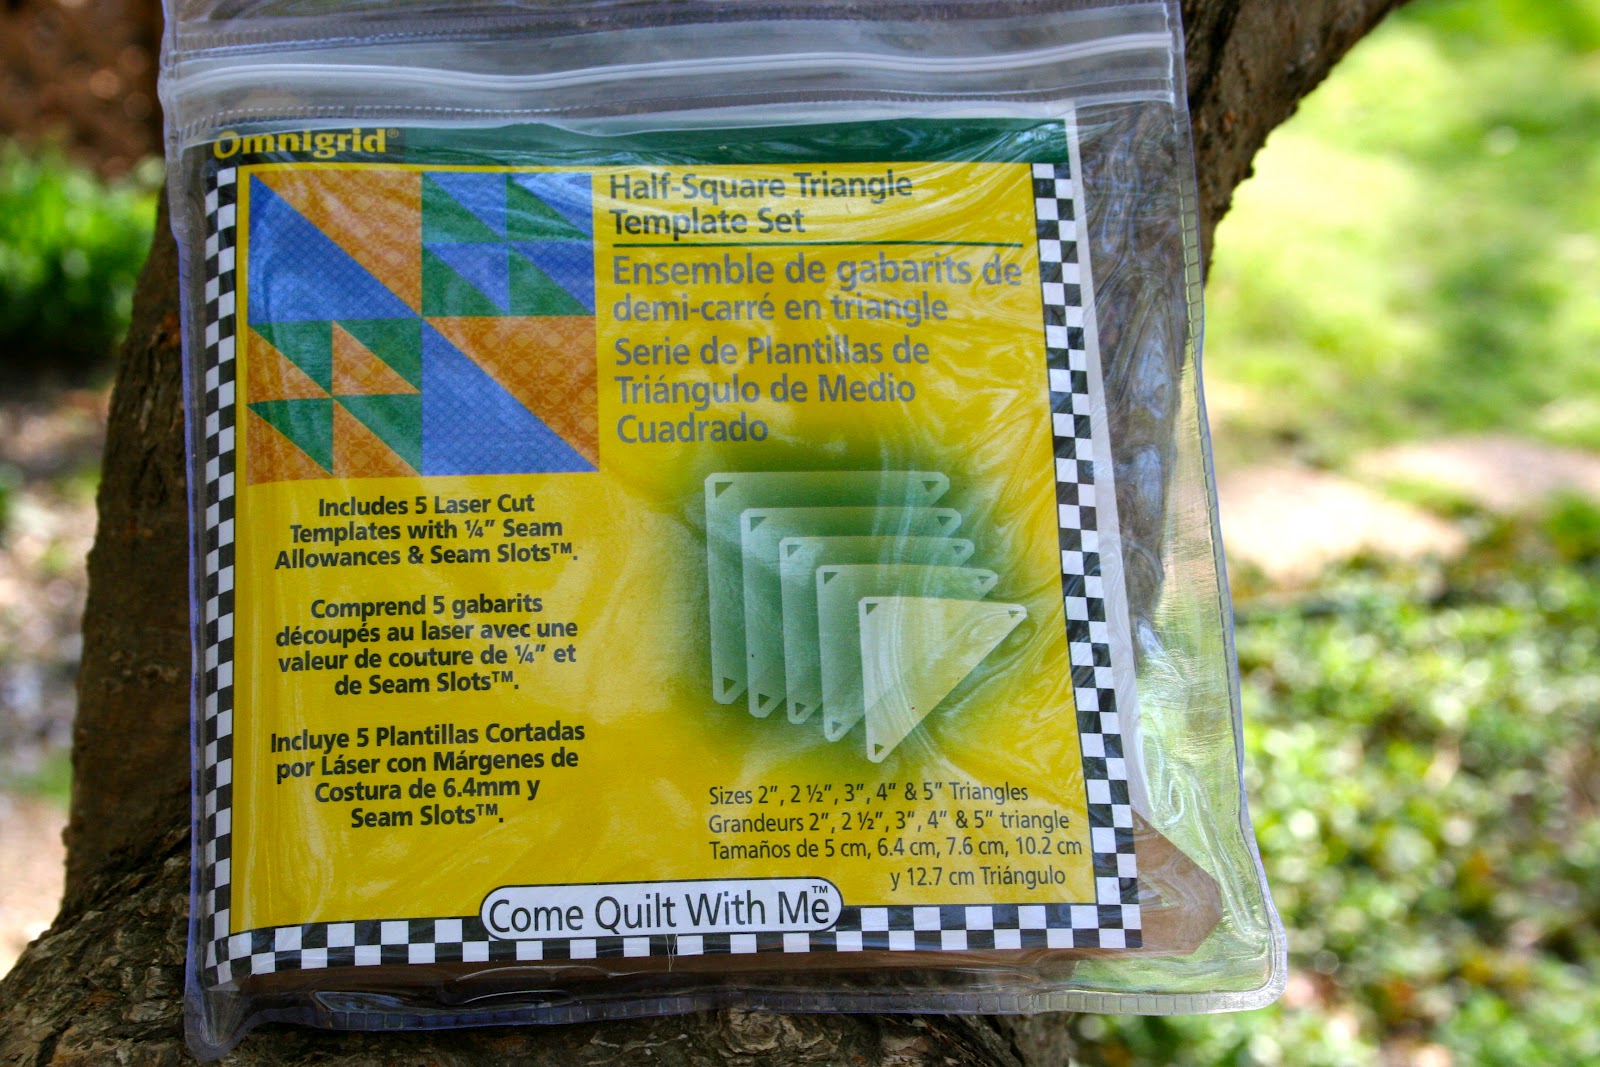 Omnigrid®
Half-Square Triangle
Template Set
Ensemble de gabarits de
demi-carré en triangle
Serie de Plantillas de
Triángulo de Medio
Cuadrado
Includes 5 Laser Cut
Templates with ¼” Seam
Allowances & Seam Slots™.
Comprend 5 gabarits
découpés au laser avec une
valeur de couture de ¼” et
de Seam Slots™.
Incluye 5 Plantillas Cortadas
por Láser con Márgenes de
Costura de 6.4mm y
Seam Slots™.
Sizes 2”, 2 ½”, 3”, 4” & 5” Triangles
Grandeurs 2”, 2 ½”, 3”, 4” & 5” triangle
Tamaños de 5 cm, 6.4 cm, 7.6 cm, 10.2 cm
y 12.7 cm Triángulo
Come Quilt With Me™